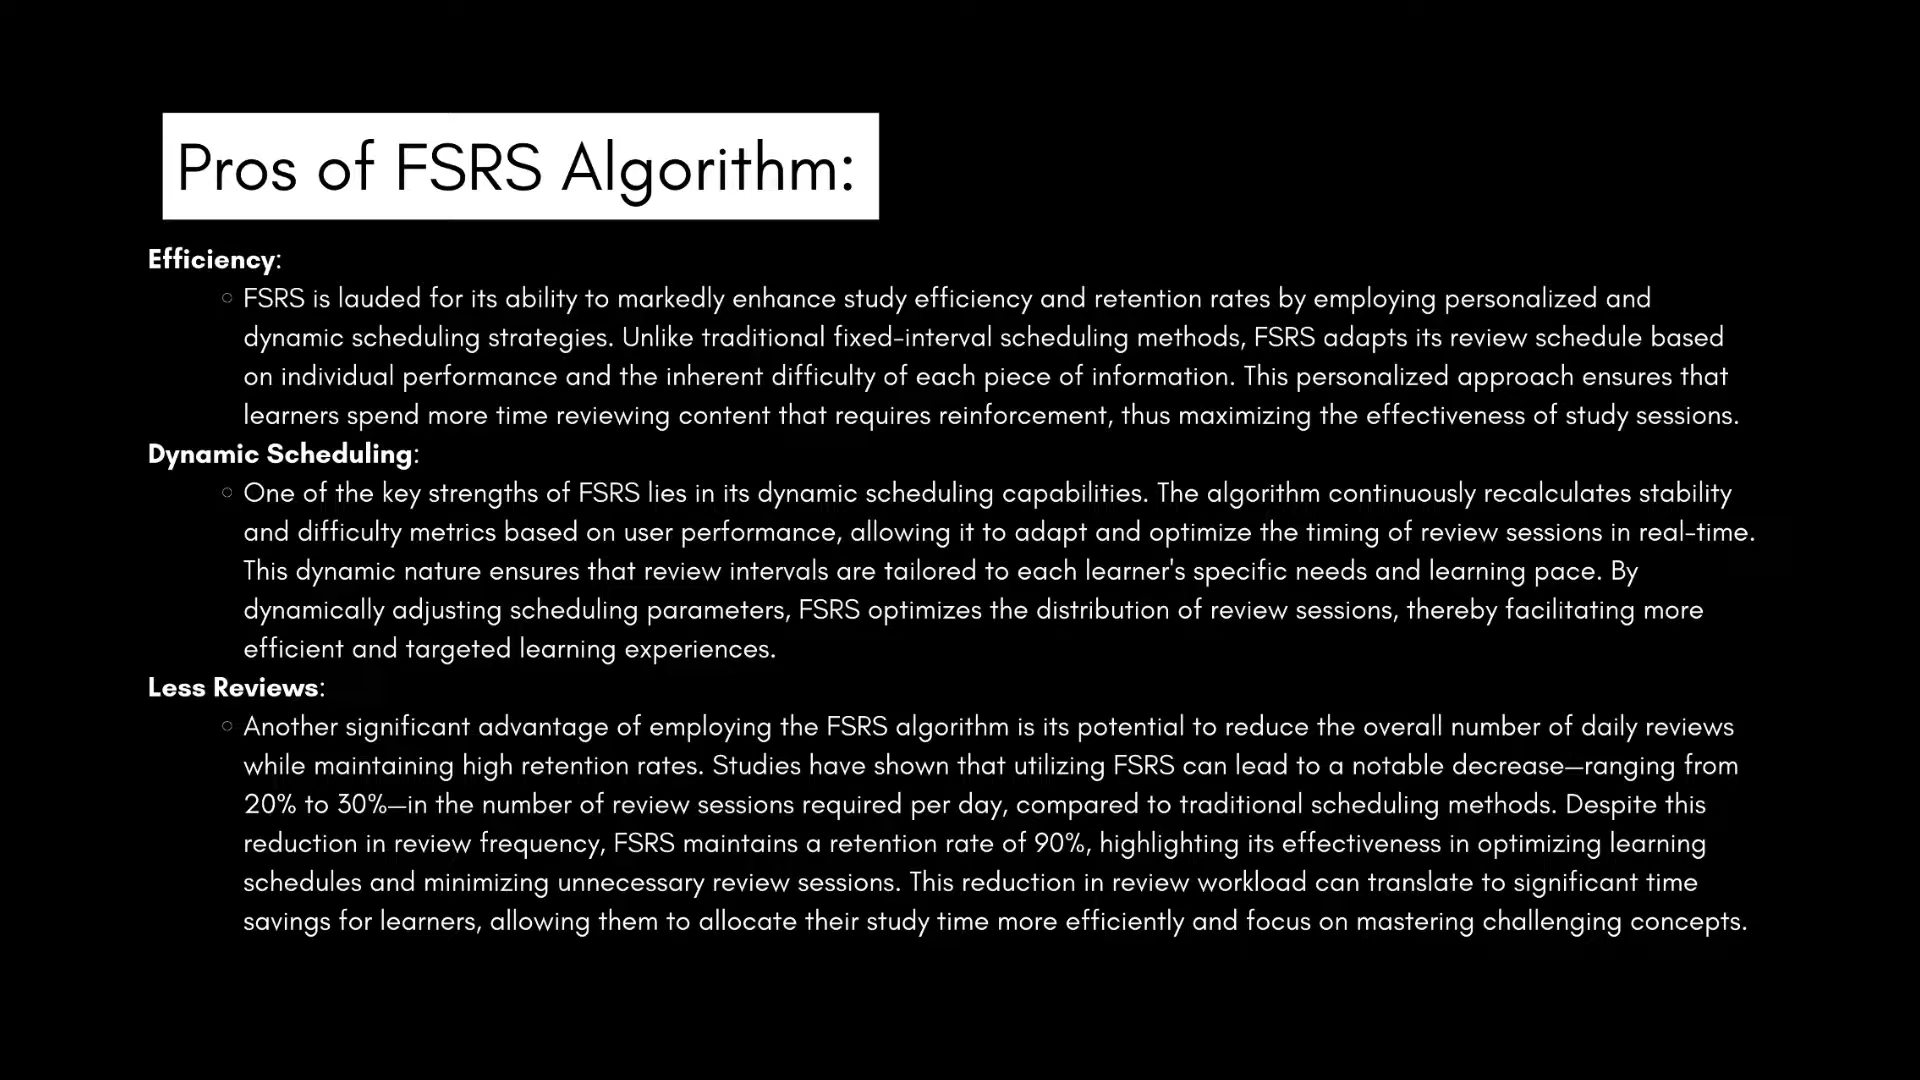 Pros of FSRS Algorithm:
Efficiency:
FSRS is lauded for its ability to markedly enhance study efficiency and retention rates by employing personalized and
dynamic scheduling strategies. Unlike traditional fixed-interval scheduling methods, FSRS adapts its review schedule based
on individual performance and the inherent difficulty of each piece of information. This personalized approach ensures that
learners spend more time reviewing content that requires reinforcement, thus maximizing the effectiveness of study sessions.
Dynamic Scheduling:
One of the key strengths of FSRS lies in its dynamic scheduling capabilities. The algorithm continuously recalculates stability
and difficulty metrics based on user performance, allowing it to adapt and optimize the timing of review sessions in real-time.
This dynamic nature ensures that review intervals are tailored to each learner's specific needs and learning pace. By
dynamically adjusting scheduling parameters, FSRS optimizes the distribution of review sessions, thereby facilitating more
efficient and targeted learning experiences.
Less Reviews:
Another significant advantage of employing the FSRS algorithm is its potential to reduce the overall number of daily reviews
while maintaining high retention rates. Studies have shown that utilizing FSRS can lead to a notable decrease—ranging from
20% to 30%—in the number of review sessions required per day, compared to traditional scheduling methods. Despite this
reduction in review frequency, FSRS maintains a retention rate of 90%, highlighting its effectiveness in optimizing learning
schedules and minimizing unnecessary review sessions. This reduction in review workload can translate to significant time
savings for learners, allowing them to allocate their study time more efficiently and focus on mastering challenging concepts.